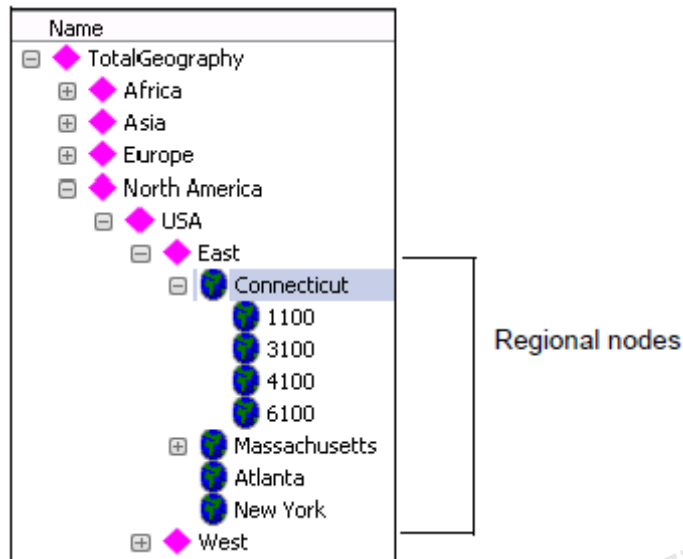 Name
TotalGeography
Africa
Asia
Europe
North America
USA
East
Connecticut
1100
3100
4100
6100
Massachusetts
Atlanta
New York
West
Regional nodes